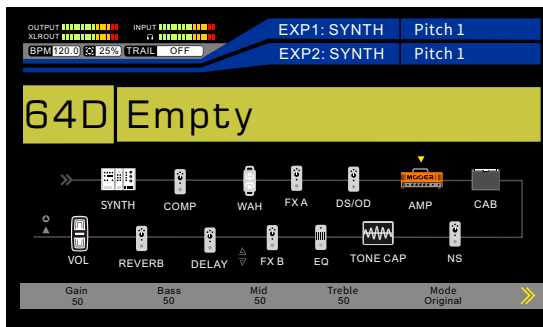 OUTPUT INPUT
XLROUT
BPM 120.0 25% TRAIL OFF
EXP1: SYNTH Pitch 1
EXP2: SYNTH Pitch 1
64D Empty
MOOER
SYNTH COMP WAH FX A DS/OD AMP CAB
VOL REVERB DELAY FX B EQ TONE CAP NS
Gain Bass Mid Treble Mode
50 50 50 50 Original